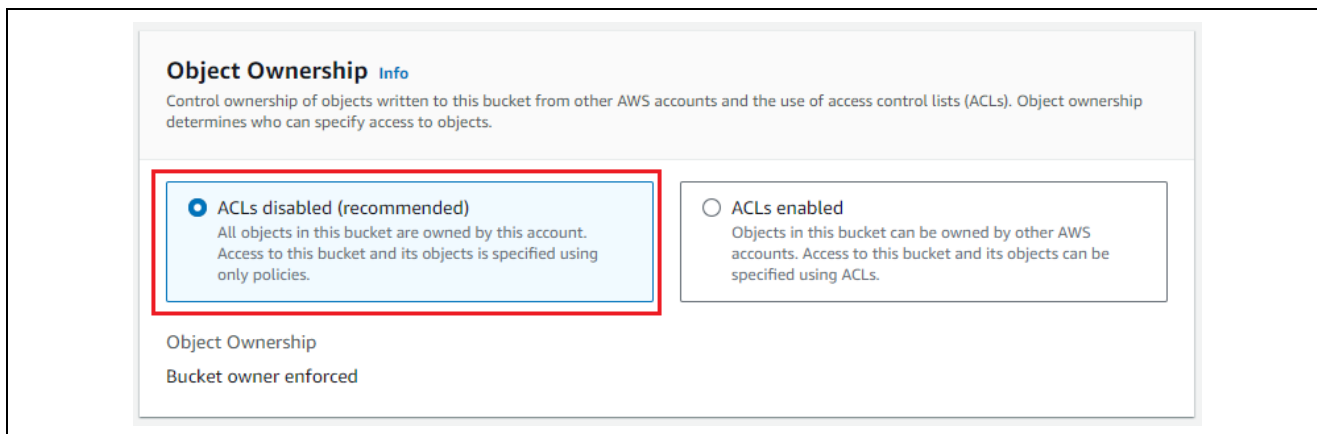 Object Ownership Info
Control ownership of objects written to this bucket from other AWS accounts and the use of access control lists (ACLs). Object ownership
determines who can specify access to objects.
ACLs disabled (recommended)
All objects in this bucket are owned by this account.
Access to this bucket and its objects is specified using
only policies.
ACLs enabled
Objects in this bucket can be owned by other AWS
accounts. Access to this bucket and its objects can be
specified using ACLs.
Object Ownership
Bucket owner enforced